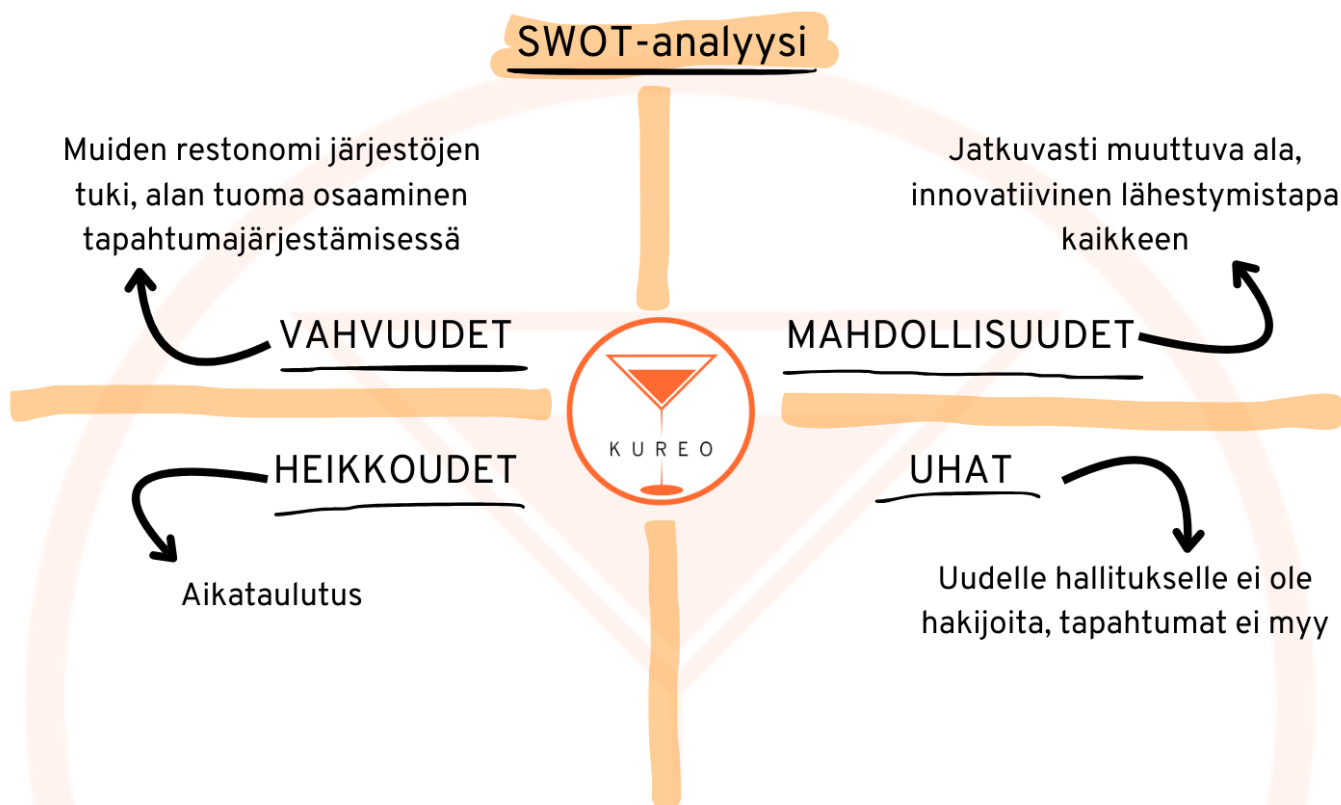 SWOT-analyysi
Muiden restonomi järjestöjen
tuki, alan tuoma osaaminen
tapahtumajärjestämisessä
VAHVUUDET
Jatkuvasti muuttuva ala,
innovatiivinen lähestymistapa
kaikkeen
MAHDOLLISUUDET
KUREO
HEIKKOUDET
Aikataulutus
UHAT
Uudelle hallitukselle ei ole
hakijoita, tapahtumat ei myy